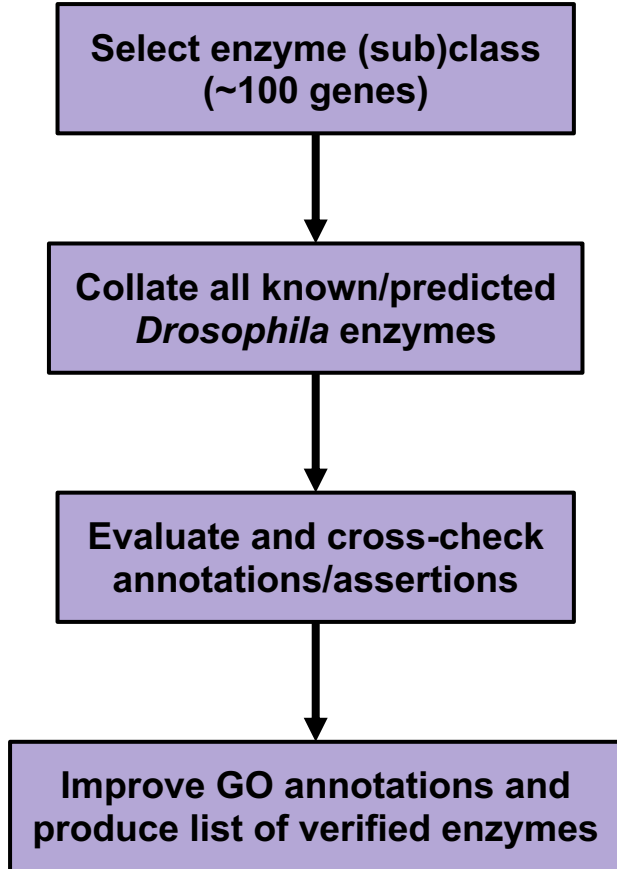 Select enzyme (sub)class
(~100 genes)
Collate all known/predicted
Drosophila enzymes
Evaluate and cross-check
annotations/assertions
Improve GO annotations and
produce list of verified enzymes